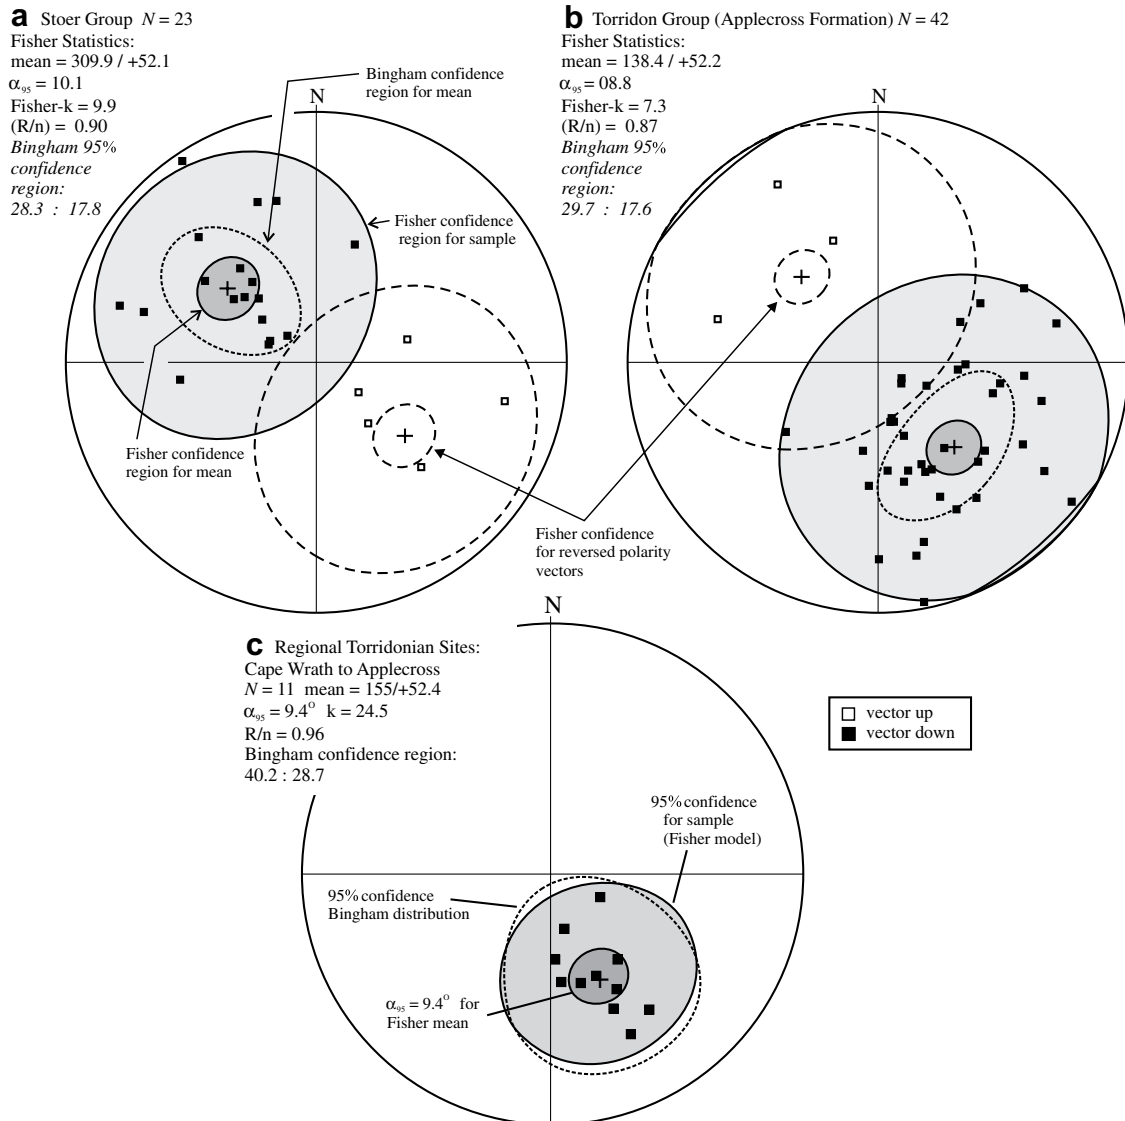 a Stoer Group N = 23
Fisher Statistics:
mean = 309.9 / +52.1
α₉₅ = 10.1
Fisher-k = 9.9
(R/n) = 0.90
Bingham 95%
confidence
region:
28.3 : 17.8
N
Bingham confidence
region for mean
Fisher confidence
region for sample
Fisher confidence
region for mean
b Torridon Group (Applecross Formation) N = 42
Fisher Statistics:
mean = 138.4 / +52.2
α₉₅ = 08.8
Fisher-k = 7.3
(R/n) = 0.87
Bingham 95%
confidence
region:
29.7 : 17.6
N
Fisher confidence
for reversed polarity
vectors
c Regional Torridonian Sites:
Cape Wrath to Applecross
N = 11 mean = 155/+52.4
α₉₅ = 9.4° k = 24.5
R/n = 0.96
Bingham confidence region:
40.2 : 28.7
N
vector up
vector down
95% confidence
for sample
(Fisher model)
95% confidence
Bingham distribution
α₉₅ = 9.4° for
Fisher mean